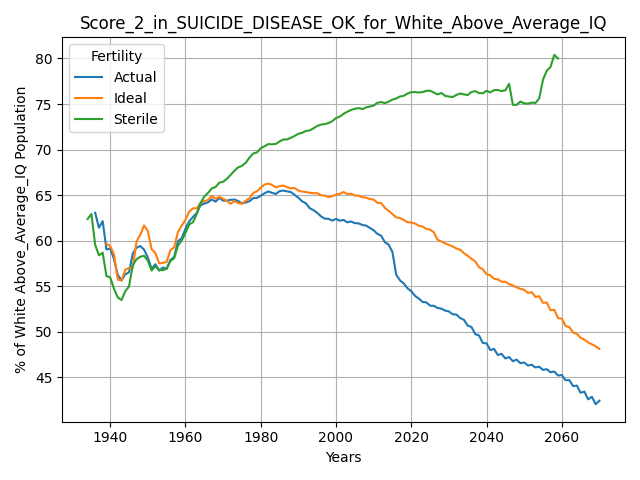 Score_2_in_SUICIDE_DISEASE_OK_for_White_Above_Average_IQ
% of White Above_Average_IQ Population
80
75
70
65
60
55
50
45
Fertility
Actual
Ideal
Sterile
1940 1960 1980 2000 2020 2040 2060
Years